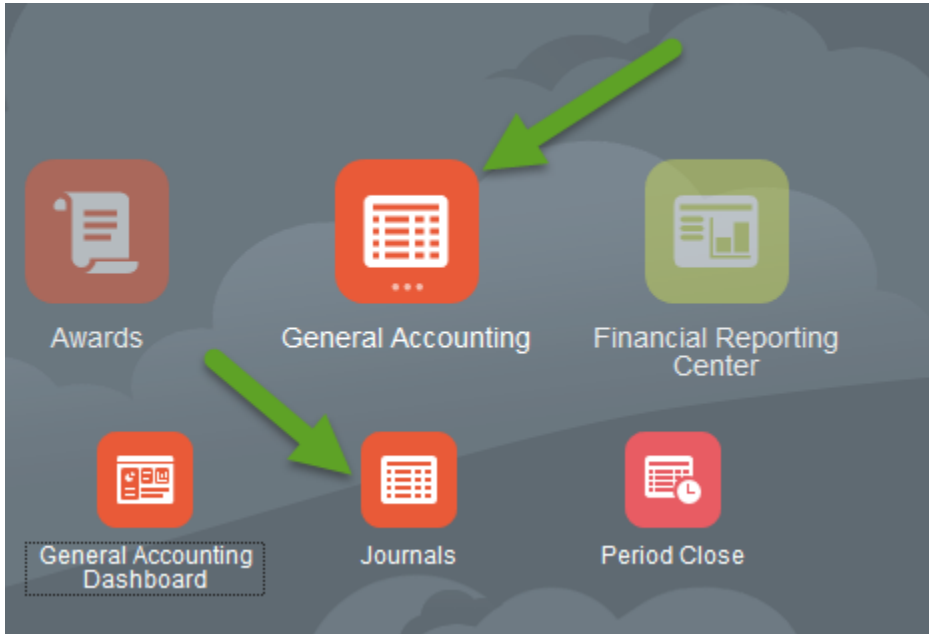 Awards
General Accounting
Financial Reporting
Center
General Accounting
Dashboard
Journals
Period Close